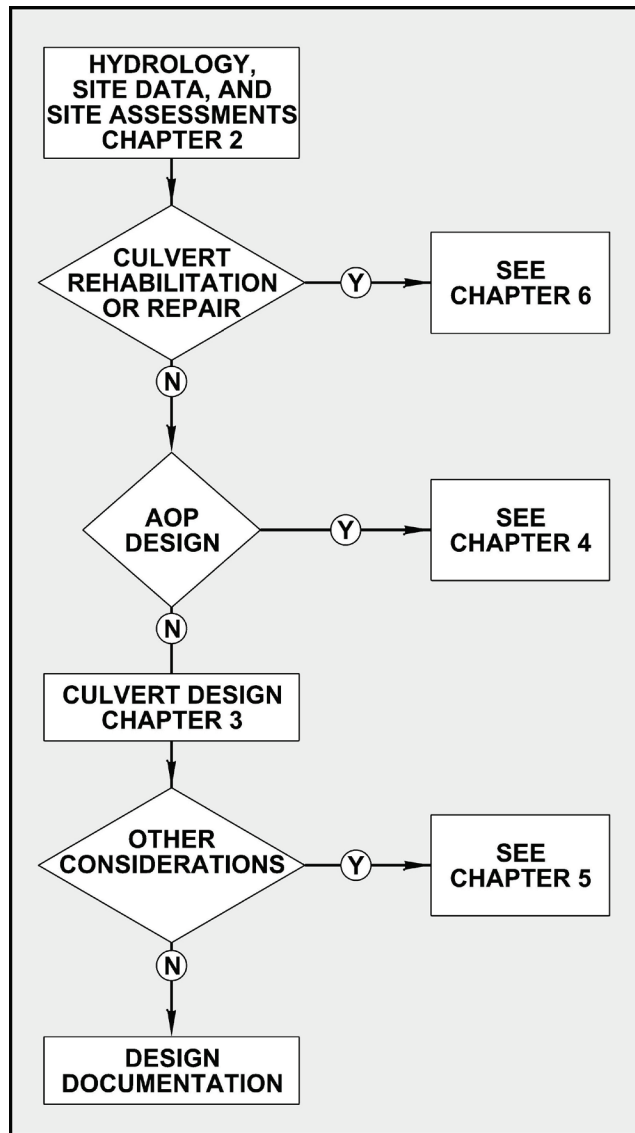 HYDROLOGY,
SITE DATA, AND
SITE ASSESSMENTS
CHAPTER 2
CULVERT
REHABILITATION
OR REPAIR
Y
SEE
CHAPTER 6
N
AOP
DESIGN
Y
SEE
CHAPTER 4
N
CULVERT DESIGN
CHAPTER 3
OTHER
CONSIDERATIONS
Y
SEE
CHAPTER 5
N
DESIGN
DOCUMENTATION